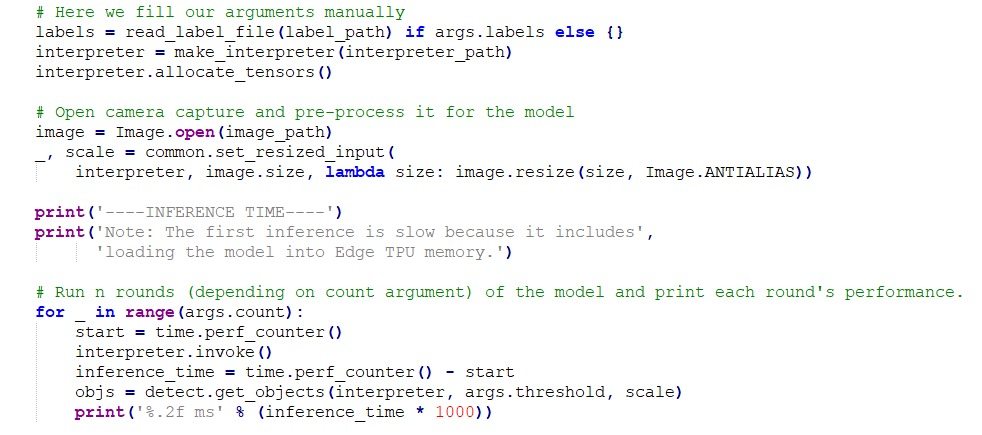 # Here we fill our arguments manually
labels = read_label_file(label_path) if args.labels else {}
interpreter = make_interpreter(interpreter_path)
interpreter.allocate_tensors()
# Open camera capture and pre-process it for the model
image = Image.open(image_path)
_, scale = common.set_resized_input(
    interpreter, image.size, lambda size: image.resize(size, Image.ANTIALIAS))
print('----INFERENCE TIME----')
print('Note: The first inference is slow because it includes',
      'loading the model into Edge TPU memory.')
# Run n rounds (depending on count argument) of the model and print each round's performance.
for _ in range(args.count):
    start = time.perf_counter()
    interpreter.invoke()
    inference_time = time.perf_counter() - start
    objs = detect.get_objects(interpreter, args.threshold, scale)
    print('%.2f ms' % (inference_time * 1000))